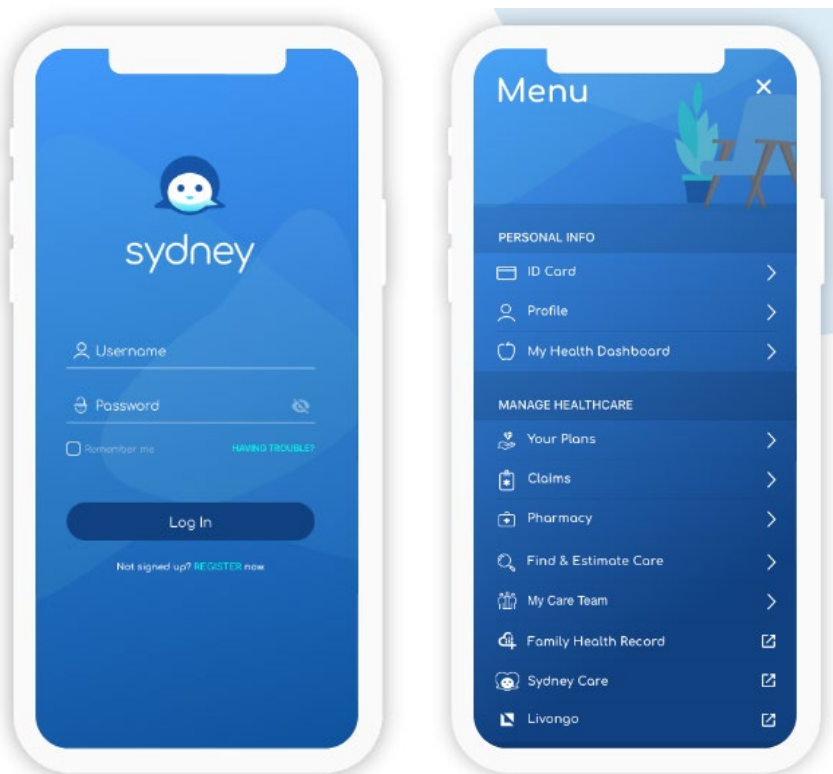 sydney
Username
Password
Remember me
HAVING TROUBLE?
Log In
Not signed up? REGISTER now
Menu
PERSONAL INFO
ID Card
Profile
My Health Dashboard
MANAGE HEALTHCARE
Your Plans
Claims
Pharmacy
Find & Estimate Care
My Care Team
Family Health Record
Sydney Care
Livongo